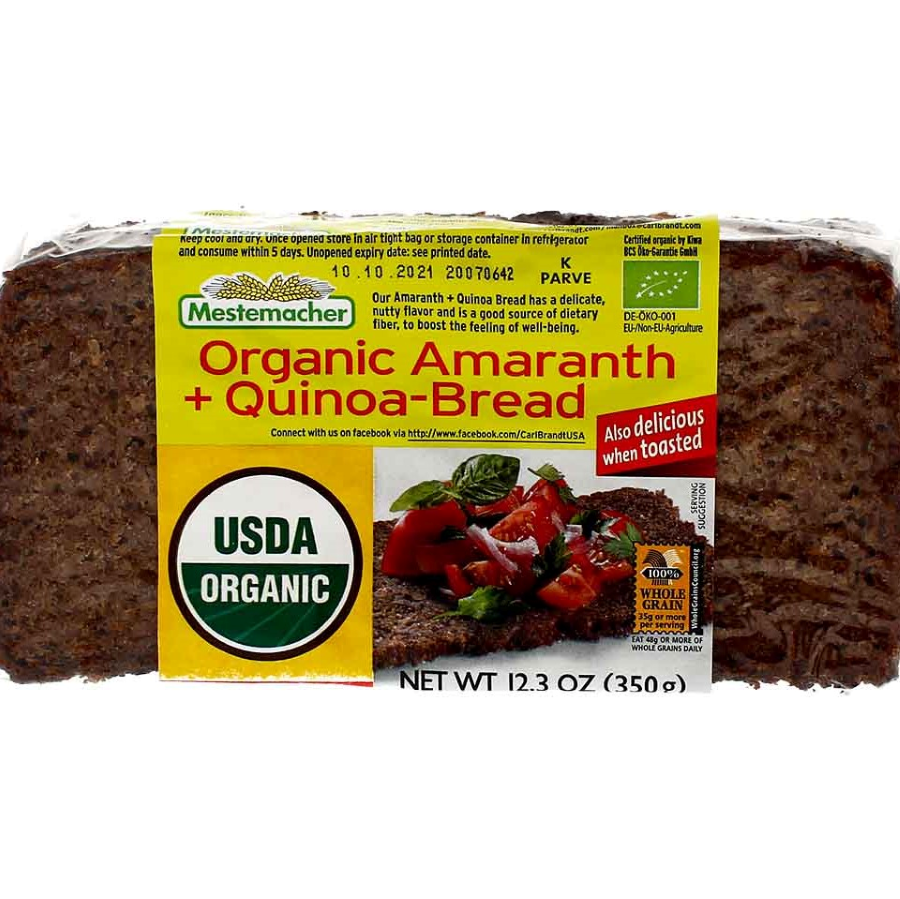 Mestemacher
carlbrandt.com
Keep cool and dry. Once opened store in air tight bag or storage container in refrigerator
and consume within 5 days. Unopened expiry date: see printed date.
10.10.2021 20070642
K
PARVE
Certified organic by Kiwa
BCS Öko-Garantie GmbH
DE-ÖKO-001
EU-/Non-EU-Agriculture
Mestemacher
Our Amaranth + Quinoa Bread has a delicate,
nutty flavor and is a good source of dietary
fiber, to boost the feeling of well-being.
Organic Amaranth
+ Quinoa-Bread
Connect with us on facebook via http://www.facebook.com/CarlBrandtUSA
Also delicious
when toasted
USDA
ORGANIC
SERVING
SUGGESTION
100%
WHOLE
GRAIN
35g or more
per serving
WholeGrainsCouncil.org
EAT 48g OR MORE OF
WHOLE GRAINS DAILY
NET WT 12.3 OZ (350g)